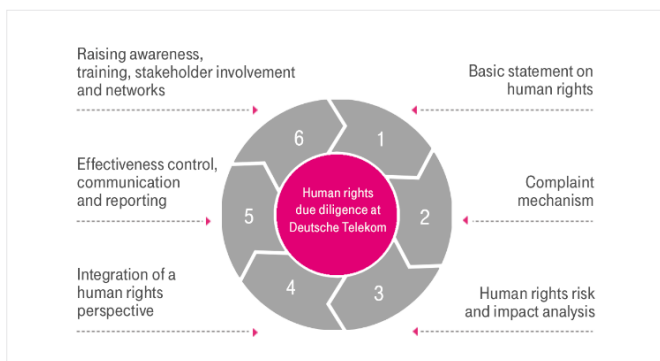 Raising awareness,
training, stakeholder involvement
and networks
Basic statement on
human rights
6
1
Effectiveness control,
communication
and reporting
Human rights
due diligence at
Deutsche Telekom
Complaint
mechanism
5
2
Integration of a
human rights
perspective
4
3
Human rights risk
and impact analysis